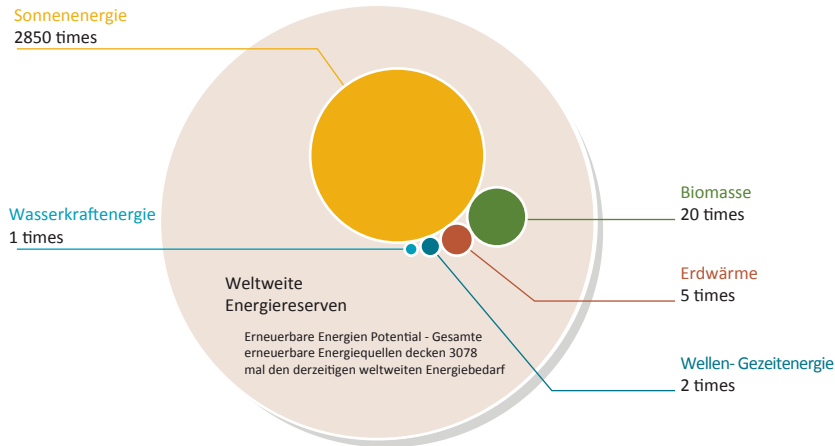 Sonnenenergie
2850 times
Wasserkraftenergie
1 times
Biomasse
20 times
Erdwärme
5 times
Wellen- Gezeitenergie
2 times
Weltweite
Energiereserven
Erneuerbare Energien Potential - Gesamte
erneuerbare Energiequellen decken 3078
mal den derzeitigen weltweiten Energiebedarf